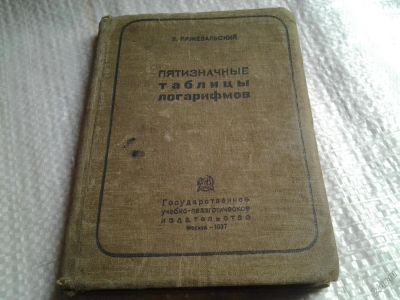 Е. ПРЖЕВАЛЬСКИЙ
ПЯТИЗНАЧНЫЕ
таблицы
логарифмов
Государственное
учебно-педагогическое
издательство
Москва - 1937